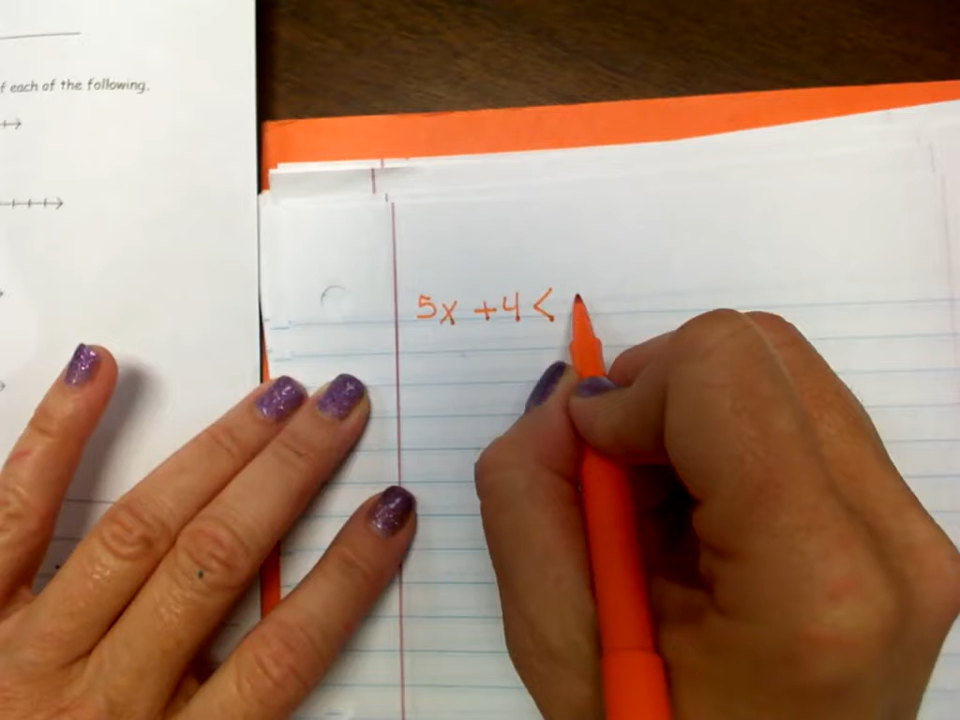 f each of the following.
5x + 4 <